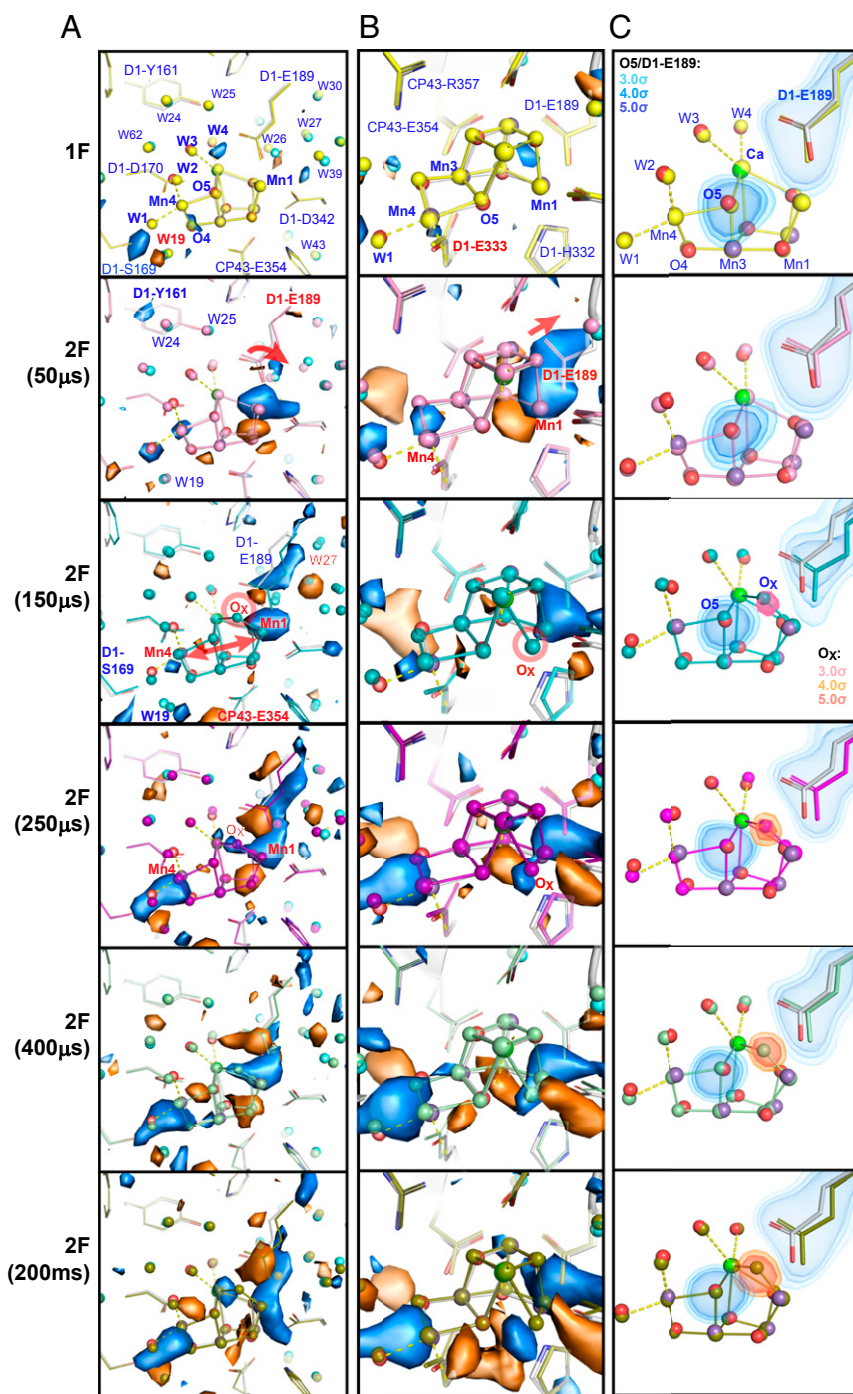 A
B
C
1F
D1-Y161
D1-E189
W30
W25
W24
W27
W62
W3
W4
W26
W39
D1-D170
W2
O5
Mn1
Mn4
W1
D1-D342
O4
W19
W43
D1-S169
CP43-E354
CP43-R357
D1-E189
CP43-E354
Mn3
Mn1
Mn4
O5
W1
D1-E333
D1-H332
O5/D1-E189:
3.0σ
4.0σ
5.0σ
D1-E189
W4
W3
Ca
W2
O5
Mn4
W1
O4
Mn3
Mn1
2F
(50µs)
D1-Y161
D1-E189
W25
W24
W19
D1-E189
Mn1
Mn4
2F
(150µs)
D1-
E189
W27
Ox
Mn1
Mn4
D1-
S169
W19
CP43-E354
Ox
Ox
O5
Ox:
3.0σ
4.0σ
5.0σ
2F
(250µs)
Ox
Mn1
Mn4
Ox
2F
(400µs)
2F
(200ms)